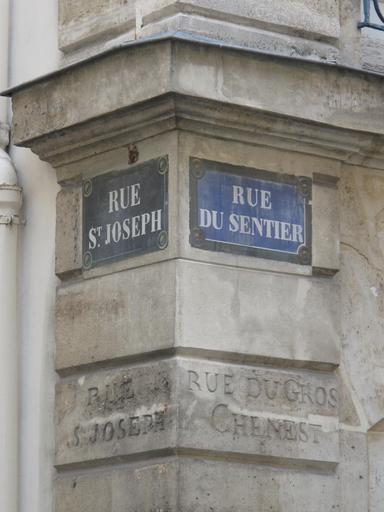 RUE
ST. JOSEPH
RUE
DU SENTIER
RUE
S JOSEPH
RUE DU GROS
CHENEST